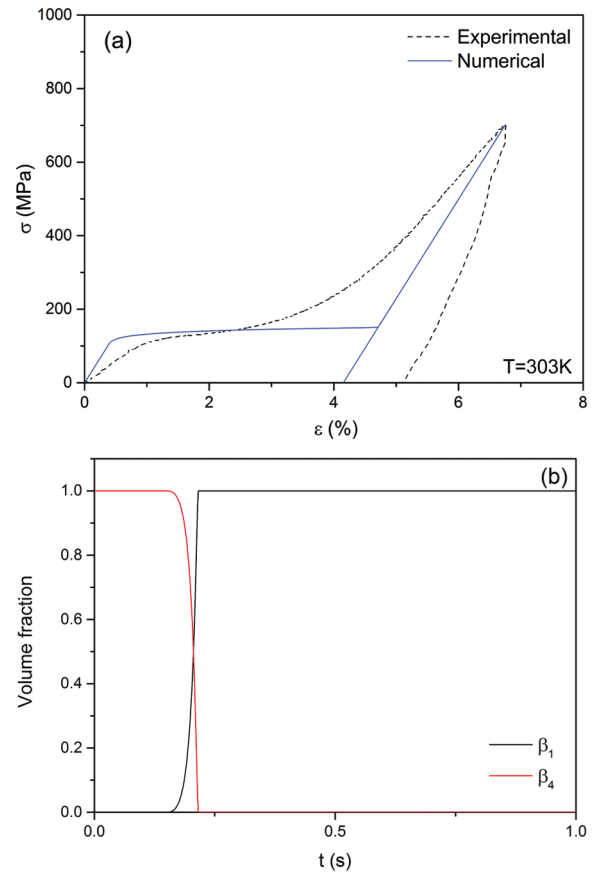 1000
(a)
Experimental
Numerical
800
600
400
200
0
σ (MPa)
T=303K
0 2 4 6 8
ε (%)
(b)
1.0
0.8
0.6
0.4
0.2
0.0
Volume fraction
β1
β4
0.0 0.5 1.0
t (s)